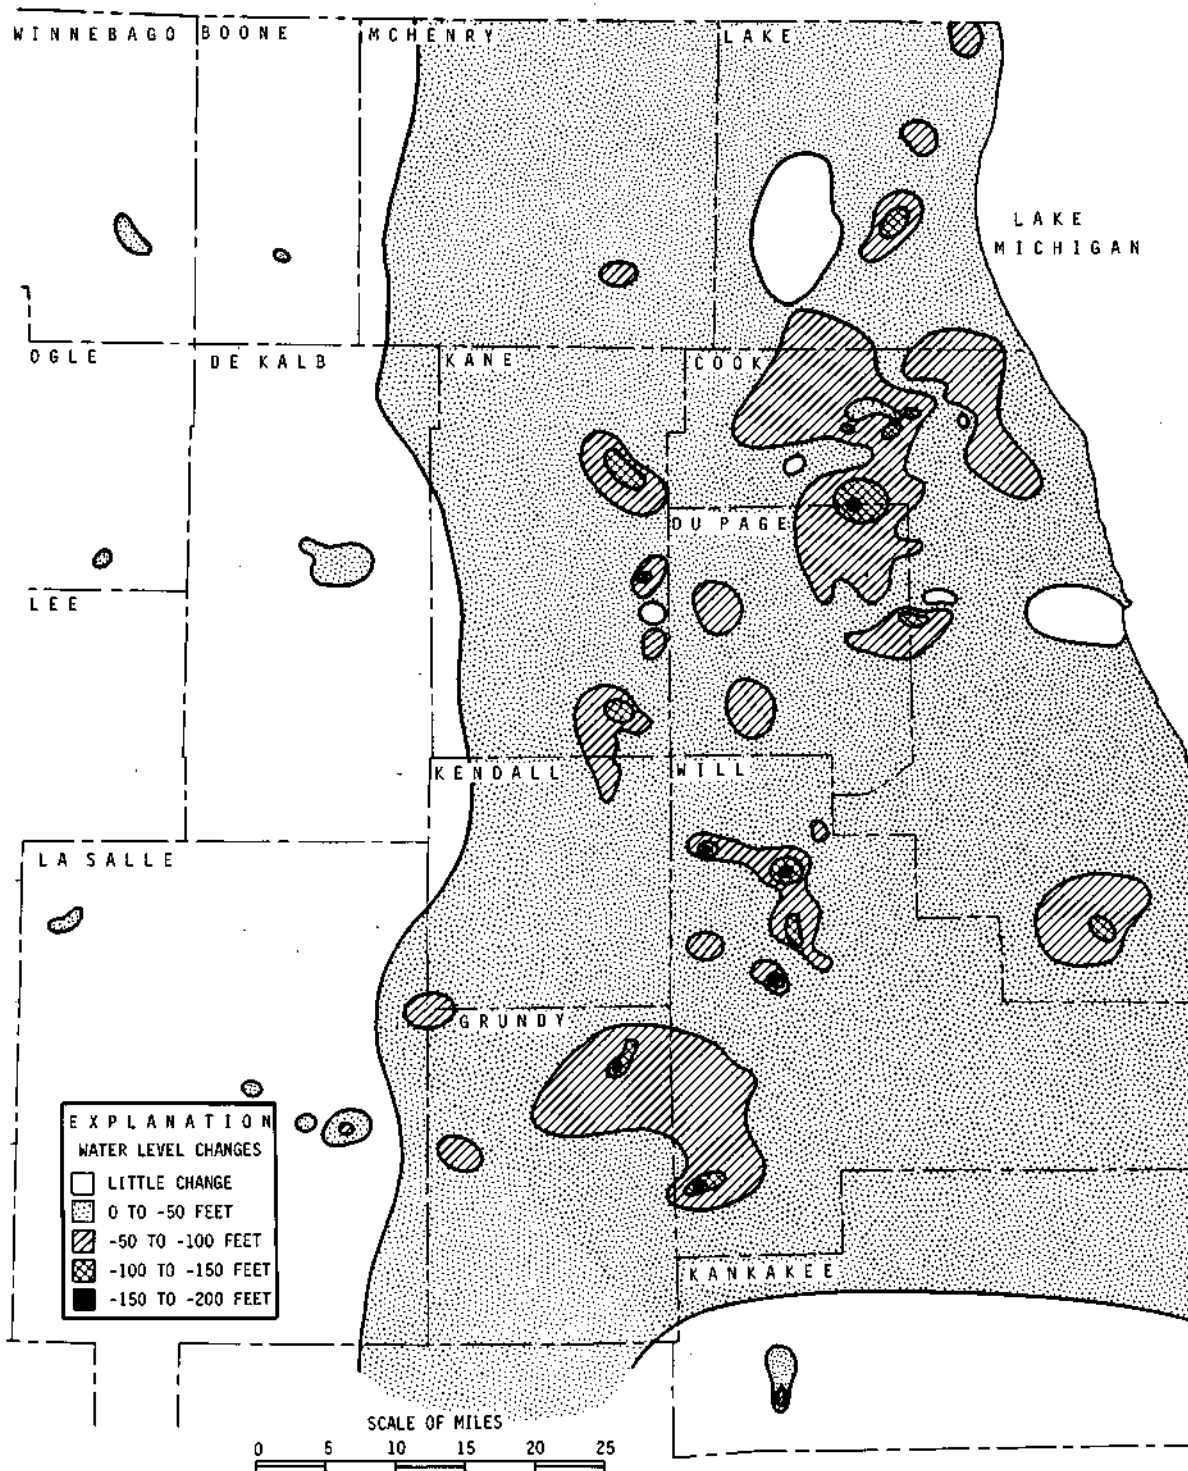 WINNEBAGO BOONE MCHENRY LAKE
LAKE
MICHIGAN
OGLE DE KALB KANE COOK
DU PAGE
LEE
KENDALL WILL
LA SALLE
GRUNDY
EXPLANATION
WATER LEVEL CHANGES
LITTLE CHANGE
0 TO -50 FEET
-50 TO -100 FEET
-100 TO -150 FEET
-150 TO -200 FEET
KANKAKEE
SCALE OF MILES
0 5 10 15 20 25